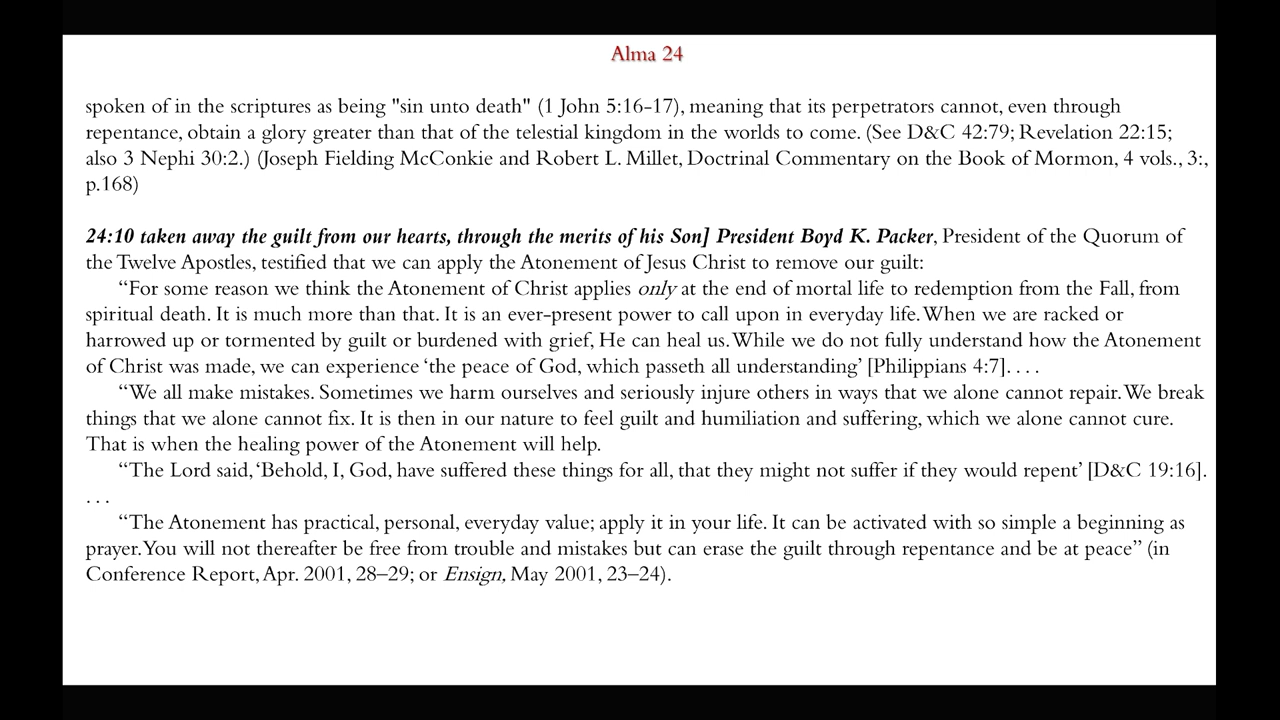 Alma 24
spoken of in the scriptures as being "sin unto death" (1 John 5:16-17), meaning that its perpetrators cannot, even through
repentance, obtain a glory greater than that of the telestial kingdom in the worlds to come. (See D&C 42:79; Revelation 22:15;
also 3 Nephi 30:2.) (Joseph Fielding McConkie and Robert L. Millet, Doctrinal Commentary on the Book of Mormon, 4 vols., 3:,
p.168)
24:10 taken away the guilt from our hearts, through the merits of his Son] President Boyd K. Packer, President of the Quorum of
the Twelve Apostles, testified that we can apply the Atonement of Jesus Christ to remove our guilt:
“For some reason we think the Atonement of Christ applies only at the end of mortal life to redemption from the Fall, from
spiritual death. It is much more than that. It is an ever-present power to call upon in everyday life. When we are racked or
harrowed up or tormented by guilt or burdened with grief, He can heal us. While we do not fully understand how the Atonement
of Christ was made, we can experience ‘the peace of God, which passeth all understanding’ [Philippians 4:7]. . . .
“We all make mistakes. Sometimes we harm ourselves and seriously injure others in ways that we alone cannot repair. We break
things that we alone cannot fix. It is then in our nature to feel guilt and humiliation and suffering, which we alone cannot cure.
That is when the healing power of the Atonement will help.
“The Lord said, ‘Behold, I, God, have suffered these things for all, that they might not suffer if they would repent’ [D&C 19:16].
. . .
“The Atonement has practical, personal, everyday value; apply it in your life. It can be activated with so simple a beginning as
prayer. You will not thereafter be free from trouble and mistakes but can erase the guilt through repentance and be at peace” (in
Conference Report, Apr. 2001, 28–29; or Ensign, May 2001, 23–24).